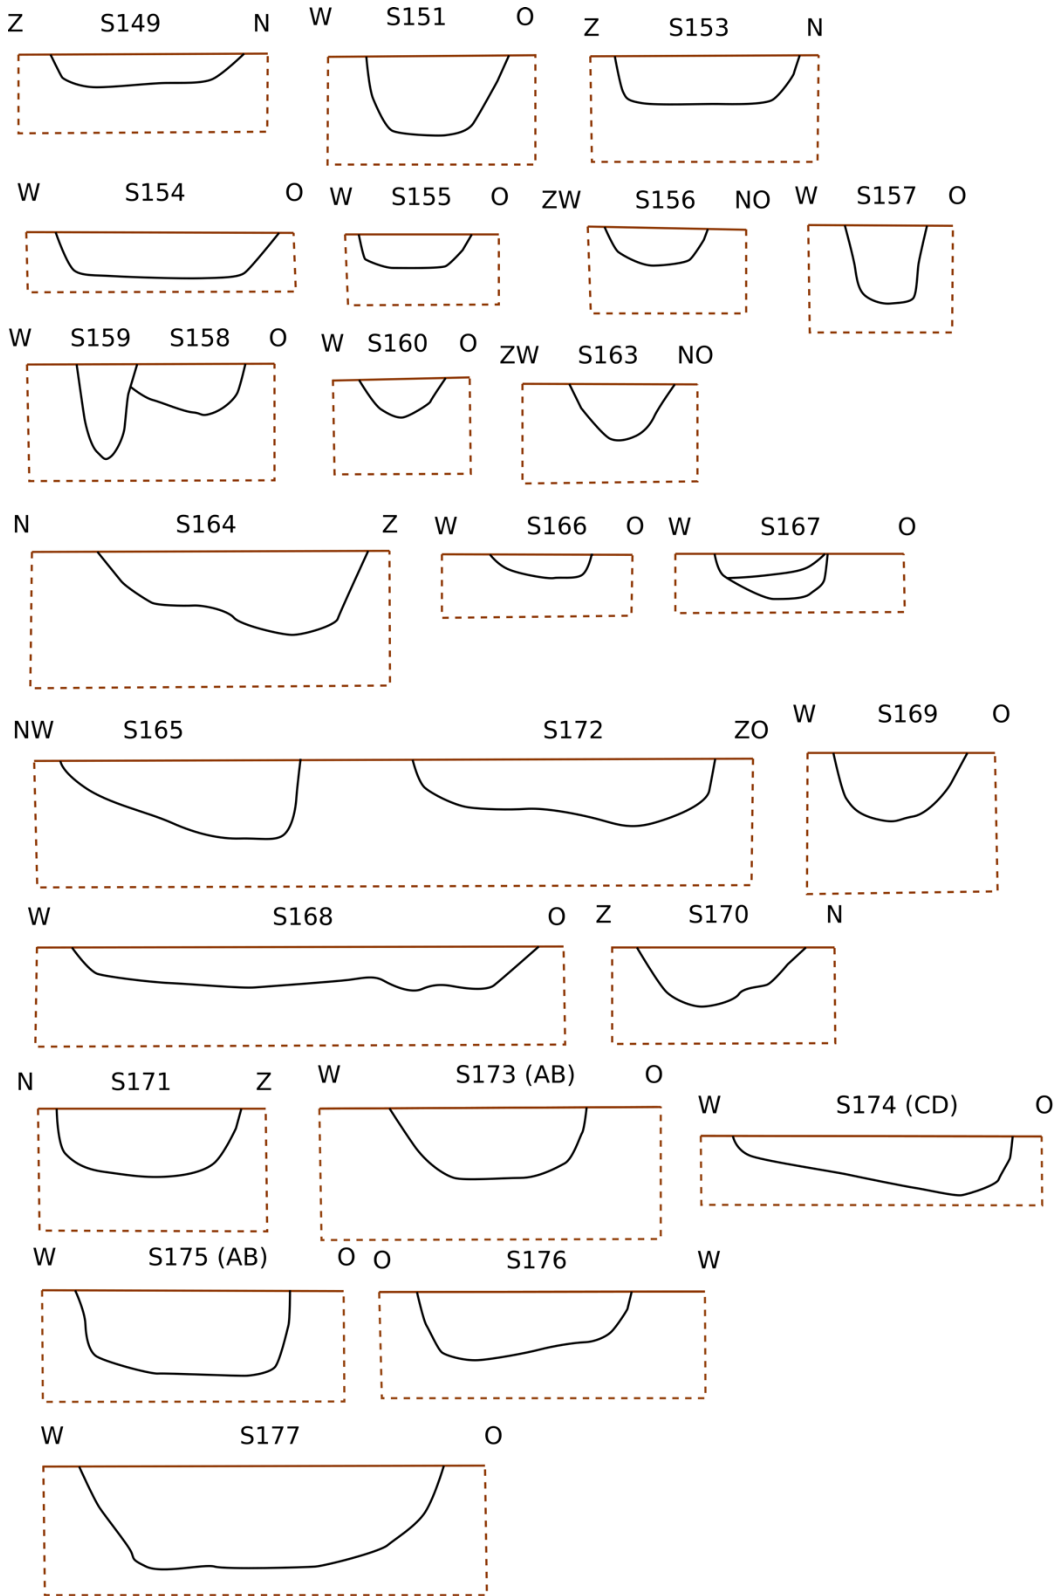 Z S149 N W S151 O Z S153 N
W S154 O W S155 O ZW S156 NO W S157 O
W S159 S158 O W S160 O ZW S163 NO
N S164 Z W S166 O W S167 O
NW S165 S172 ZO W S169 O
W S168 O Z S170 N
N S171 Z W S173 (AB) O W S174 (CD) O
W S175 (AB) O O S176 W
W S177 O